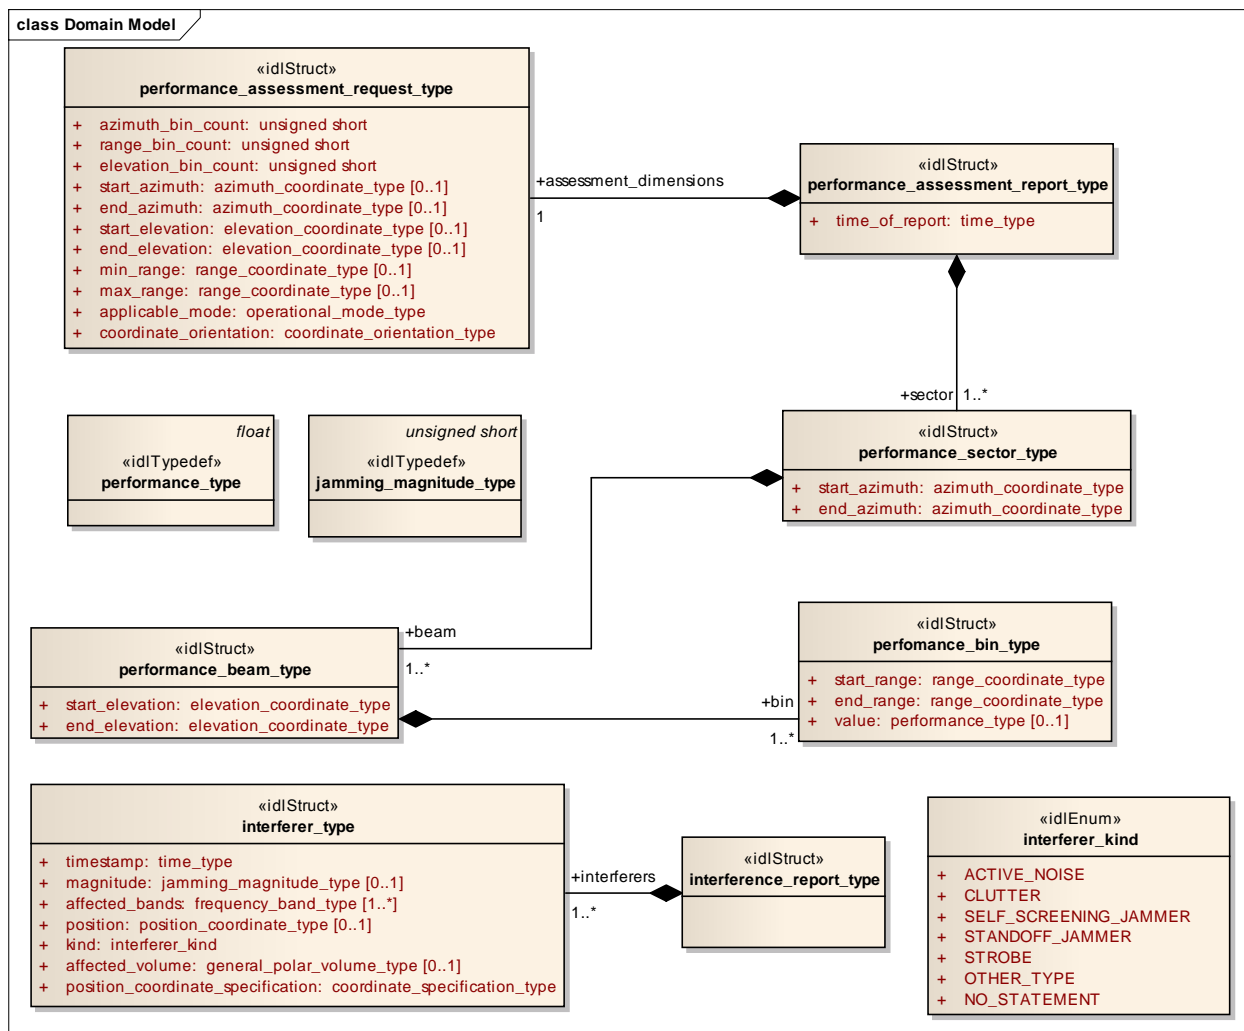 class Domain Model
«idlStruct»
performance_assessment_request_type
+ azimuth_bin_count: unsigned short
+ range_bin_count: unsigned short
+ elevation_bin_count: unsigned short
+ start_azimuth: azimuth_coordinate_type [0..1]
+ end_azimuth: azimuth_coordinate_type [0..1]
+ start_elevation: elevation_coordinate_type [0..1]
+ end_elevation: elevation_coordinate_type [0..1]
+ min_range: range_coordinate_type [0..1]
+ max_range: range_coordinate_type [0..1]
+ applicable_mode: operational_mode_type
+ coordinate_orientation: coordinate_orientation_type
+assessment_dimensions
1
«idlStruct»
performance_assessment_report_type
+ time_of_report: time_type
+sector 1..*
float
«idlTypedef»
performance_type
unsigned short
«idlTypedef»
jamming_magnitude_type
«idlStruct»
performance_sector_type
+ start_azimuth: azimuth_coordinate_type
+ end_azimuth: azimuth_coordinate_type
«idlStruct»
performance_beam_type
+ start_elevation: elevation_coordinate_type
+ end_elevation: elevation_coordinate_type
+beam
1..*
+bin
1..*
«idlStruct»
perfomance_bin_type
+ start_range: range_coordinate_type
+ end_range: range_coordinate_type
+ value: performance_type [0..1]
«idlStruct»
interferer_type
+ timestamp: time_type
+ magnitude: jamming_magnitude_type [0..1]
+ affected_bands: frequency_band_type [1..*]
+ position: position_coordinate_type [0..1]
+ kind: interferer_kind
+ affected_volume: general_polar_volume_type [0..1]
+ position_coordinate_specification: coordinate_specification_type
+interferers
1..*
«idlStruct»
interference_report_type
«idlEnum»
interferer_kind
+ ACTIVE_NOISE
+ CLUTTER
+ SELF_SCREENING_JAMMER
+ STANDOFF_JAMMER
+ STROBE
+ OTHER_TYPE
+ NO_STATEMENT